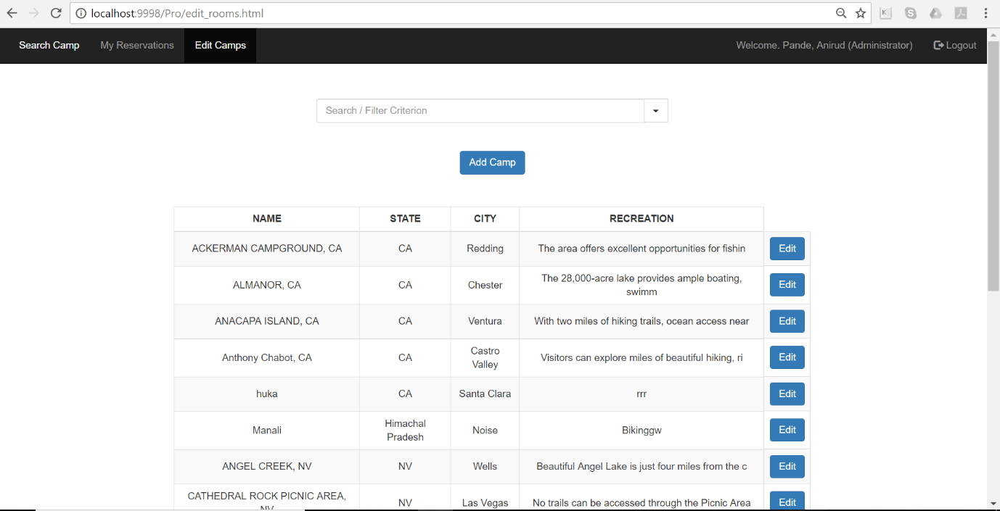 localhost:9998/Pro/edit_rooms.html
Search Camp My Reservations Edit Camps Welcome. Pande, Anirud (Administrator) Logout
Search / Filter Criterion
Add Camp
NAME STATE CITY RECREATION
ACKERMAN CAMPGROUND, CA CA Redding The area offers excellent opportunities for fishin Edit
ALMANOR, CA CA Chester The 28,000-acre lake provides ample boating,
swimm Edit
ANACAPA ISLAND, CA CA Ventura With two miles of hiking trails, ocean access near Edit
Anthony Chabot, CA CA Castro
Valley Visitors can explore miles of beautiful hiking, ri Edit
huka CA Santa Clara rrr Edit
Manali Himachal
Pradesh Noise Bikinggw Edit
ANGEL CREEK, NV NV Wells Beautiful Angel Lake is just four miles from the c Edit
CATHEDRAL ROCK PICNIC AREA,
NV NV Las Vegas No trails can be accessed through the Picnic Area Edit